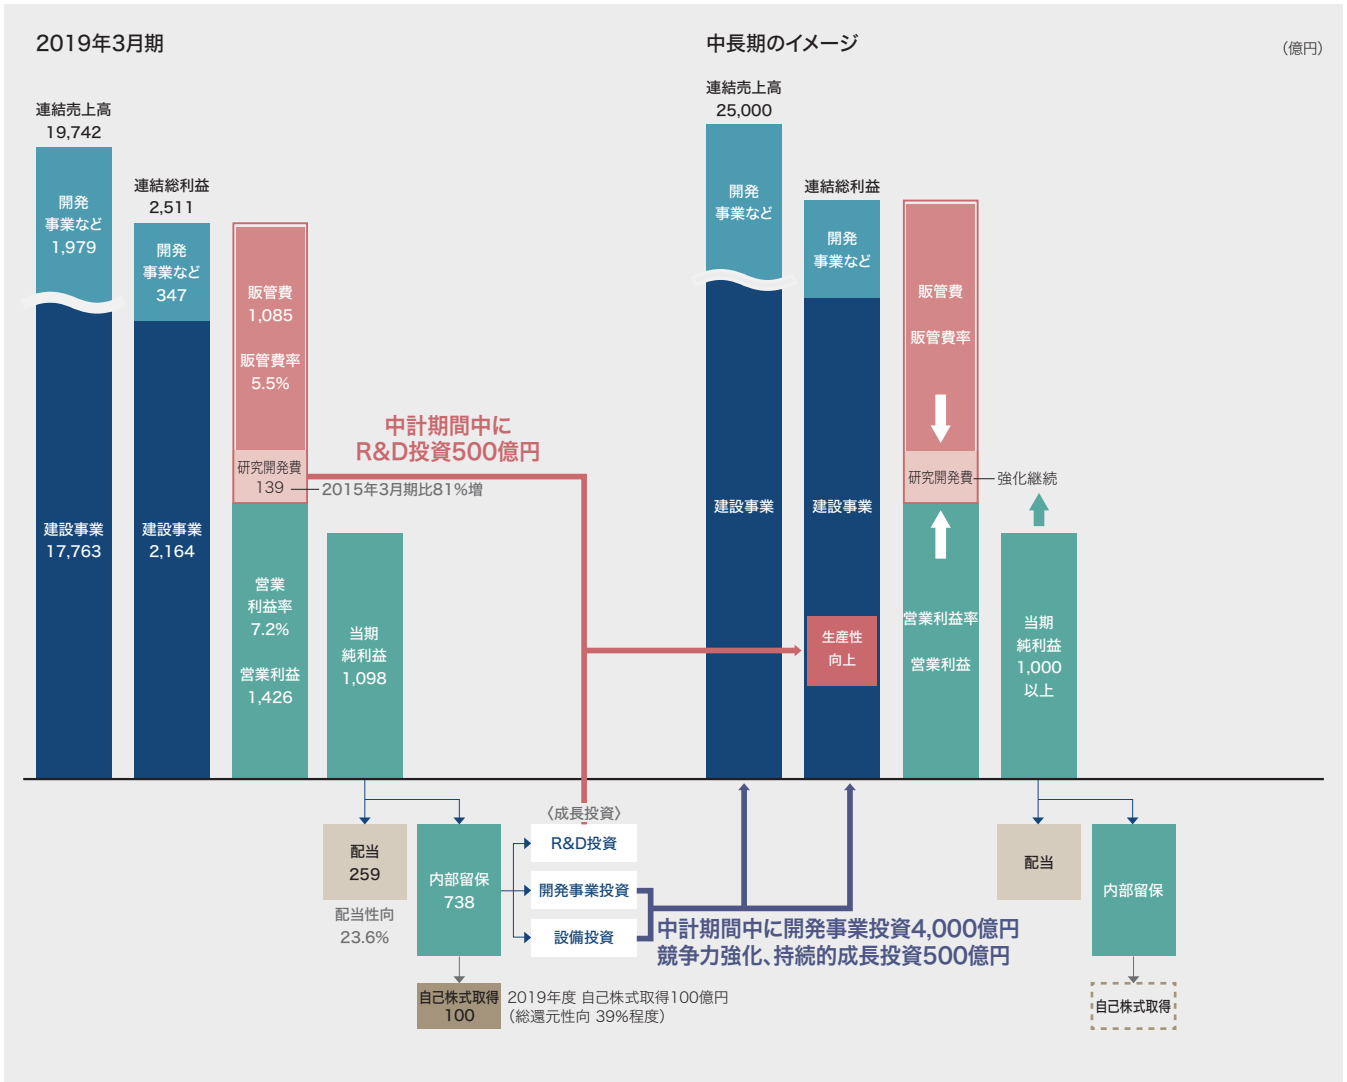 2019年3月期
連結売上高
19,742
開発
事業など
1,979
建設事業
17,763
連結総利益
2,511
開発
事業など
347
建設事業
2,164
販管費
1,085
販管費率
5.5%
研究開発費
139
2015年3月期比81%増
営業
利益率
7.2%
営業利益
1,426
当期
純利益
1,098
中計期間中に
R&D投資500億円
中長期のイメージ
（億円）
連結売上高
25,000
開発
事業など
建設事業
連結総利益
開発
事業など
建設事業
生産性
向上
販管費
販管費率
研究開発費
強化継続
営業利益率
営業利益
当期
純利益
1,000
以上
配当
259
配当性向
23.6%
内部留保
738
〈成長投資〉
R&D投資
開発事業投資
設備投資
中計期間中に開発事業投資4,000億円
競争力強化、持続的成長投資500億円
自己株式取得
100
2019年度 自己株式取得100億円
（総還元性向 39%程度）
配当
内部留保
自己株式取得